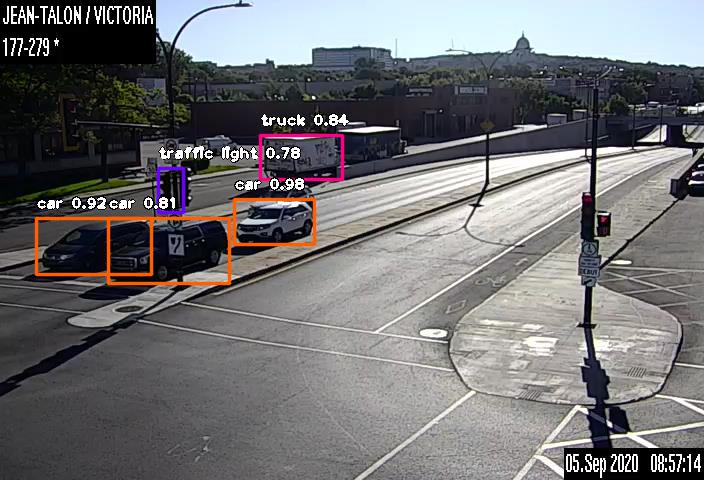 JEAN-TALON / VICTORIA
177-279 *
truck 0.84
traffic light 0.78
car 0.98
car 0.92
car 0.81
DÉBUT
05.Sep 2020 08:57:14